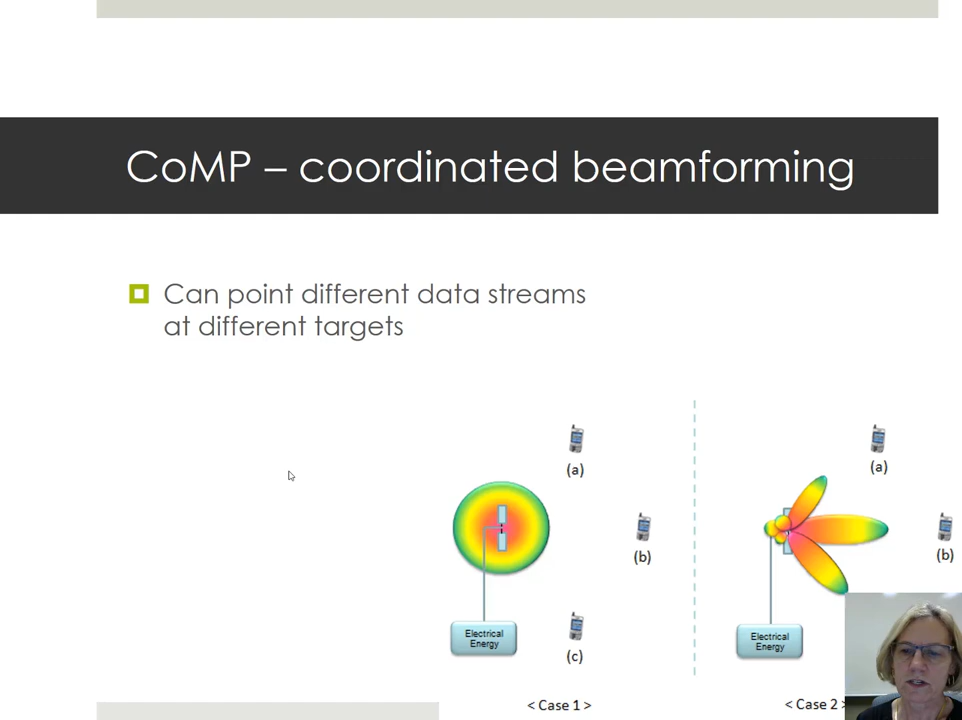 CoMP – coordinated beamforming
Can point different data streams
at different targets
(a)
(b)
(c)
Electrical
Energy
< Case 1 >
(a)
(b)
Electrical
Energy
< Case 2 >